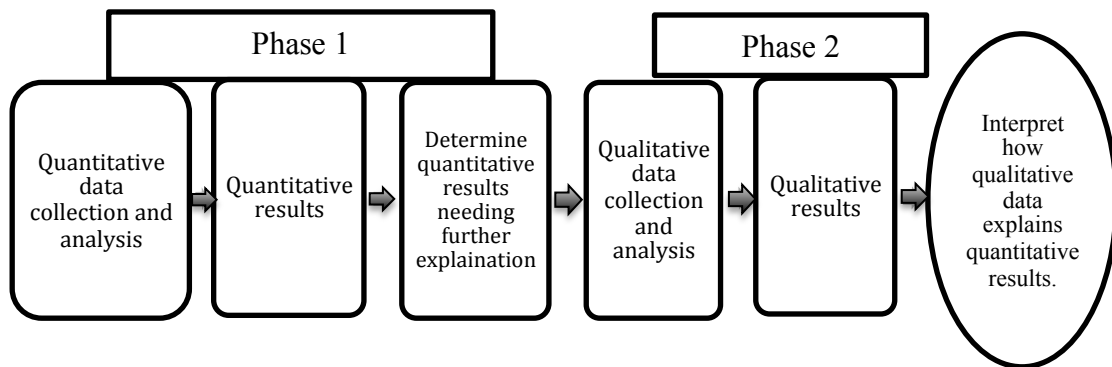 Phase 1
Phase 2
Quantitative
data
collection and
analysis
Quantitative
results
Determine
quantitative
results
needing
further
explaination
Qualitative
data
collection
and
analysis
Qualitative
results
Interpret
how
qualitative
data
explains
quantitative
results.